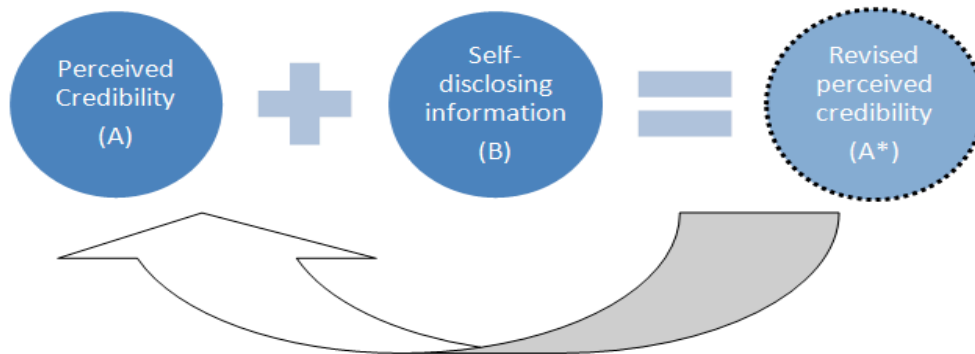 Perceived
Credibility
(A)
Self-
disclosing
information
(B)
Revised
perceived
credibility
(A*)